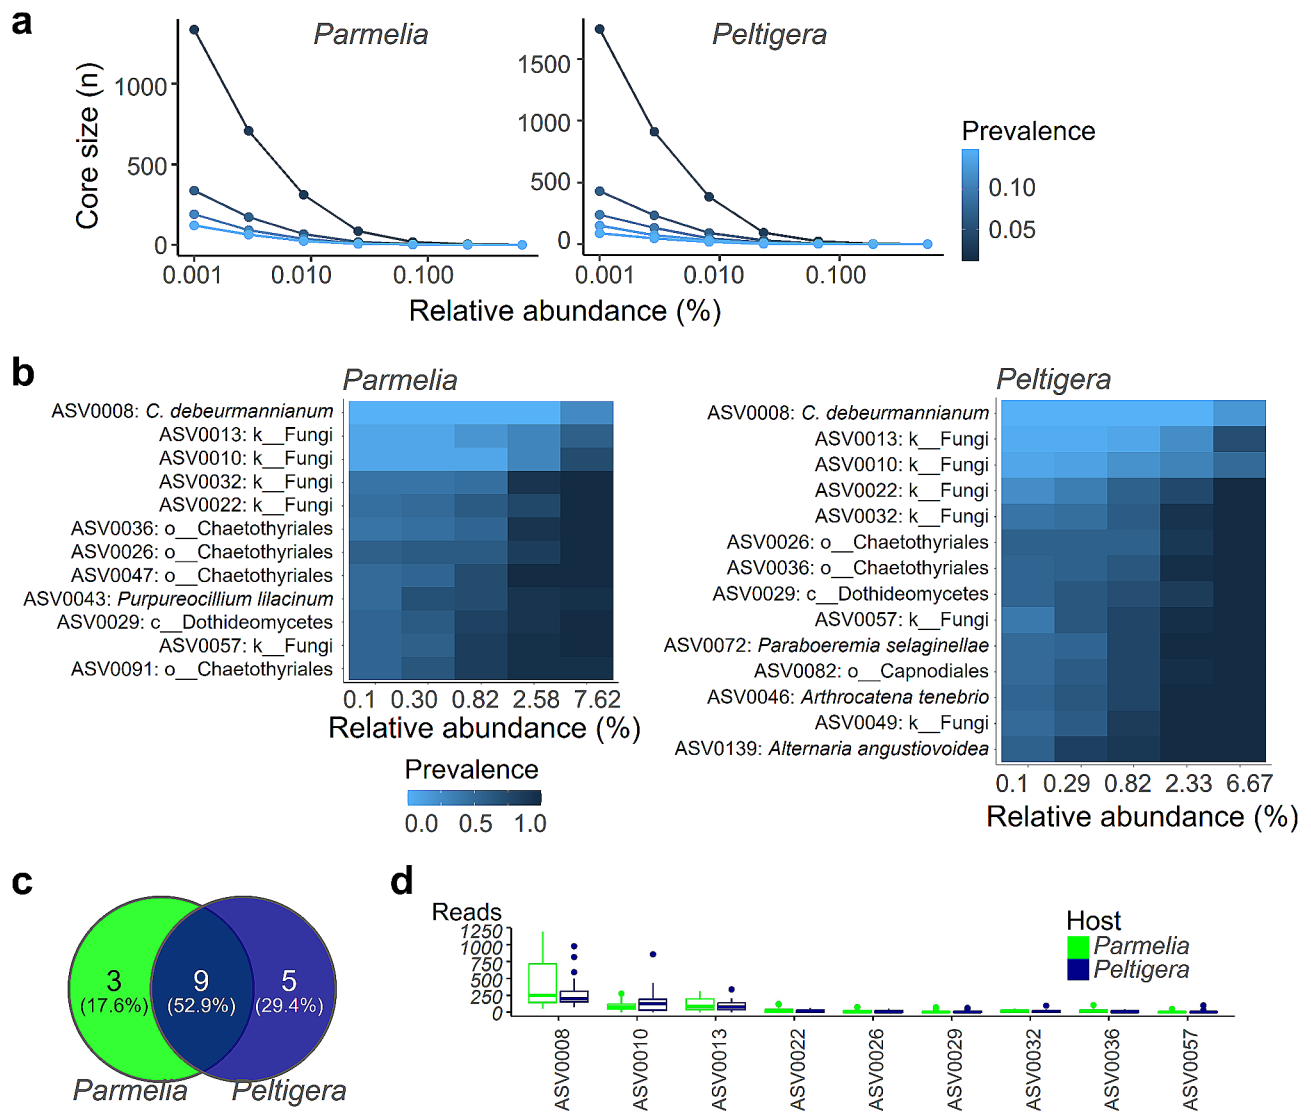 a
Parmelia
Peltigera
Core size (n)
1000
500
0
0.001
0.010
0.100
1500
1000
500
0
0.001
0.010
0.100
Relative abundance (%)
Prevalence
0.10
0.05
b
Parmelia
ASV0008: C. debeurmannianum
ASV0013: k__Fungi
ASV0010: k__Fungi
ASV0032: k__Fungi
ASV0022: k__Fungi
ASV0036: o__Chaetothyriales
ASV0026: o__Chaetothyriales
ASV0047: o__Chaetothyriales
ASV0043: Purpureocillium lilacinum
ASV0029: c__Dothideomycetes
ASV0057: k__Fungi
ASV0091: o__Chaetothyriales
0.1 0.30 0.82 2.58 7.62
Relative abundance (%)
Prevalence
0.0 0.5 1.0
Peltigera
ASV0008: C. debeurmannianum
ASV0013: k__Fungi
ASV0010: k__Fungi
ASV0022: k__Fungi
ASV0032: k__Fungi
ASV0026: o__Chaetothyriales
ASV0036: o__Chaetothyriales
ASV0029: c__Dothideomycetes
ASV0057: k__Fungi
ASV0072: Paraboeremia selaginellae
ASV0082: o__Capnodiales
ASV0046: Arthrocatena tenebrio
ASV0049: k__Fungi
ASV0139: Alternaria angustiovoidea
0.1 0.29 0.82 2.33 6.67
Relative abundance (%)
c
3
(17.6%)
9
(52.9%)
5
(29.4%)
Parmelia
Peltigera
d
Reads
1250
1000
750
500
250
0
Host
Parmelia
Peltigera
ASV0008
ASV0010
ASV0013
ASV0022
ASV0026
ASV0029
ASV0032
ASV0036
ASV0057